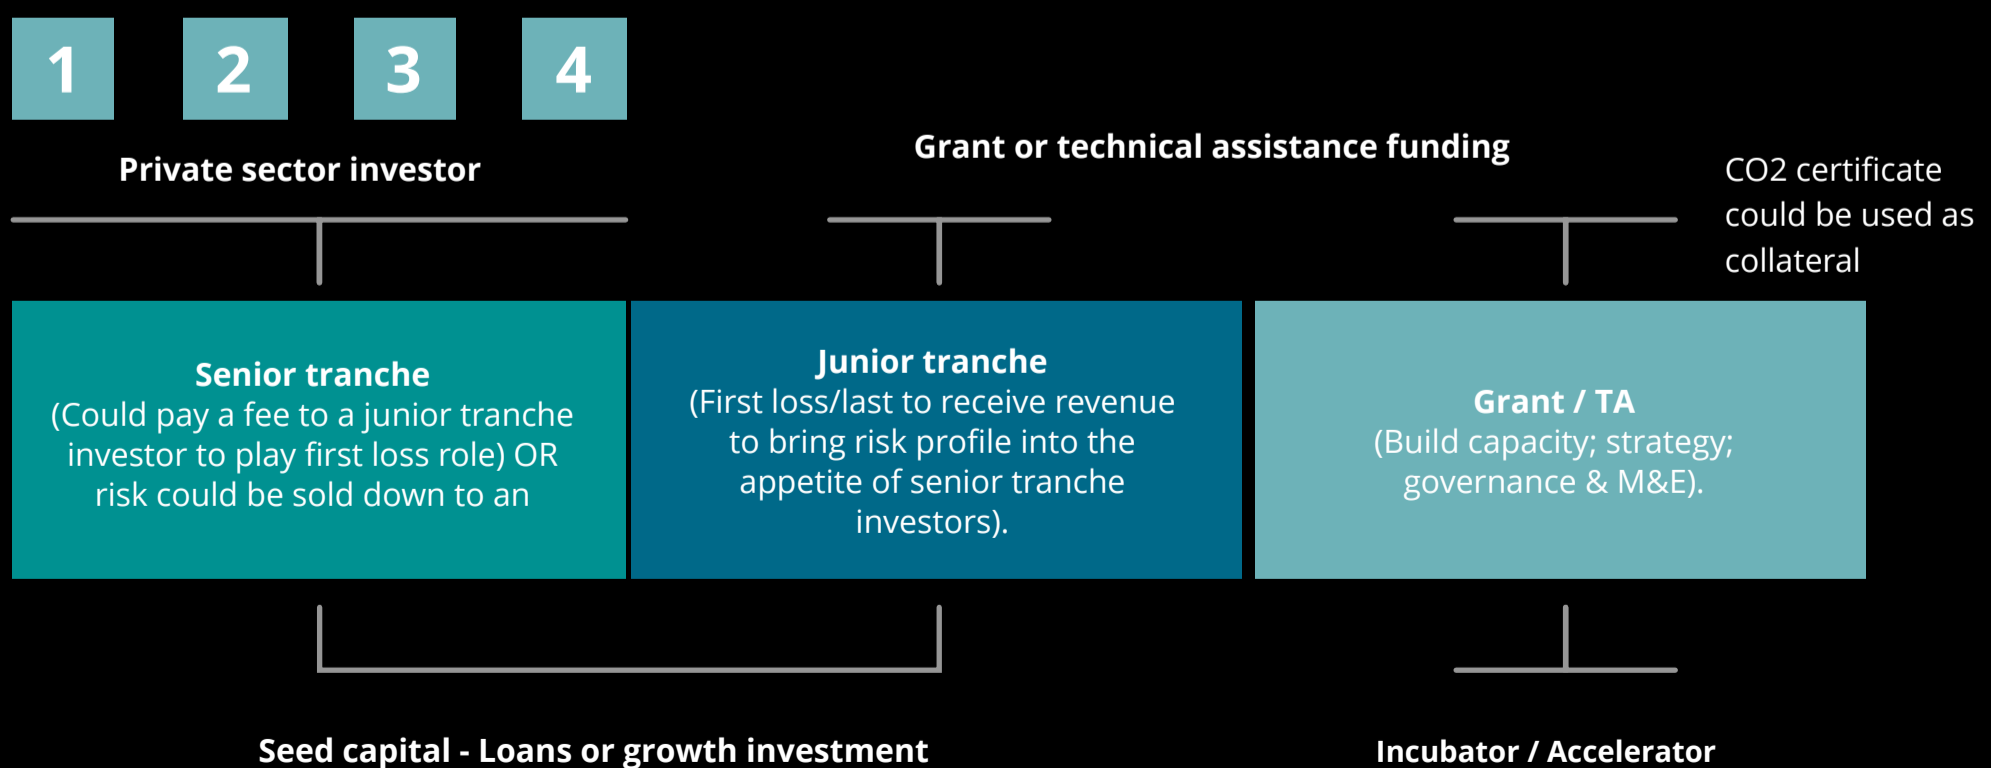 1
2
3
4
Private sector investor
Grant or technical assistance funding
CO2 certificate
could be used as
collateral
Senior tranche
(Could pay a fee to a junior tranche
investor to play first loss role) OR
risk could be sold down to an
Junior tranche
(First loss/last to receive revenue
to bring risk profile into the
appetite of senior tranche
investors).
Grant / TA
(Build capacity; strategy;
governance & M&E).
Seed capital - Loans or growth investment
Incubator / Accelerator